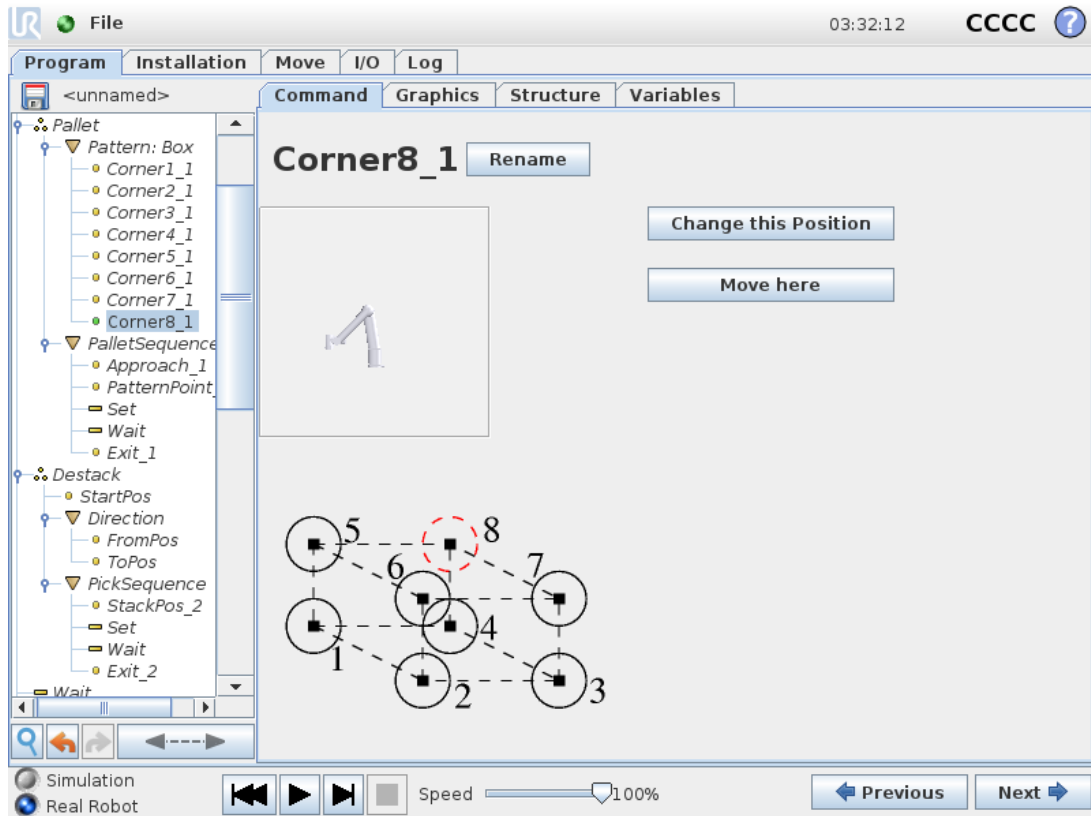 UR File 03:32:12 CCCC ?
Program Installation Move I/O Log
<unnamed> Command Graphics Structure Variables
Pallet
Pattern: Box
Corner1_1
Corner2_1
Corner3_1
Corner4_1
Corner5_1
Corner6_1
Corner7_1
Corner8_1
PalletSequence
Approach_1
PatternPoint_
Set
Wait
Exit_1
Destack
StartPos
Direction
FromPos
ToPos
PickSequence
StackPos_2
Set
Wait
Exit_2
Wait
Corner8_1 Rename
Change this Position
Move here
5 8
6 7
1 4
2 3
Simulation
Real Robot
Speed 100%
Previous Next